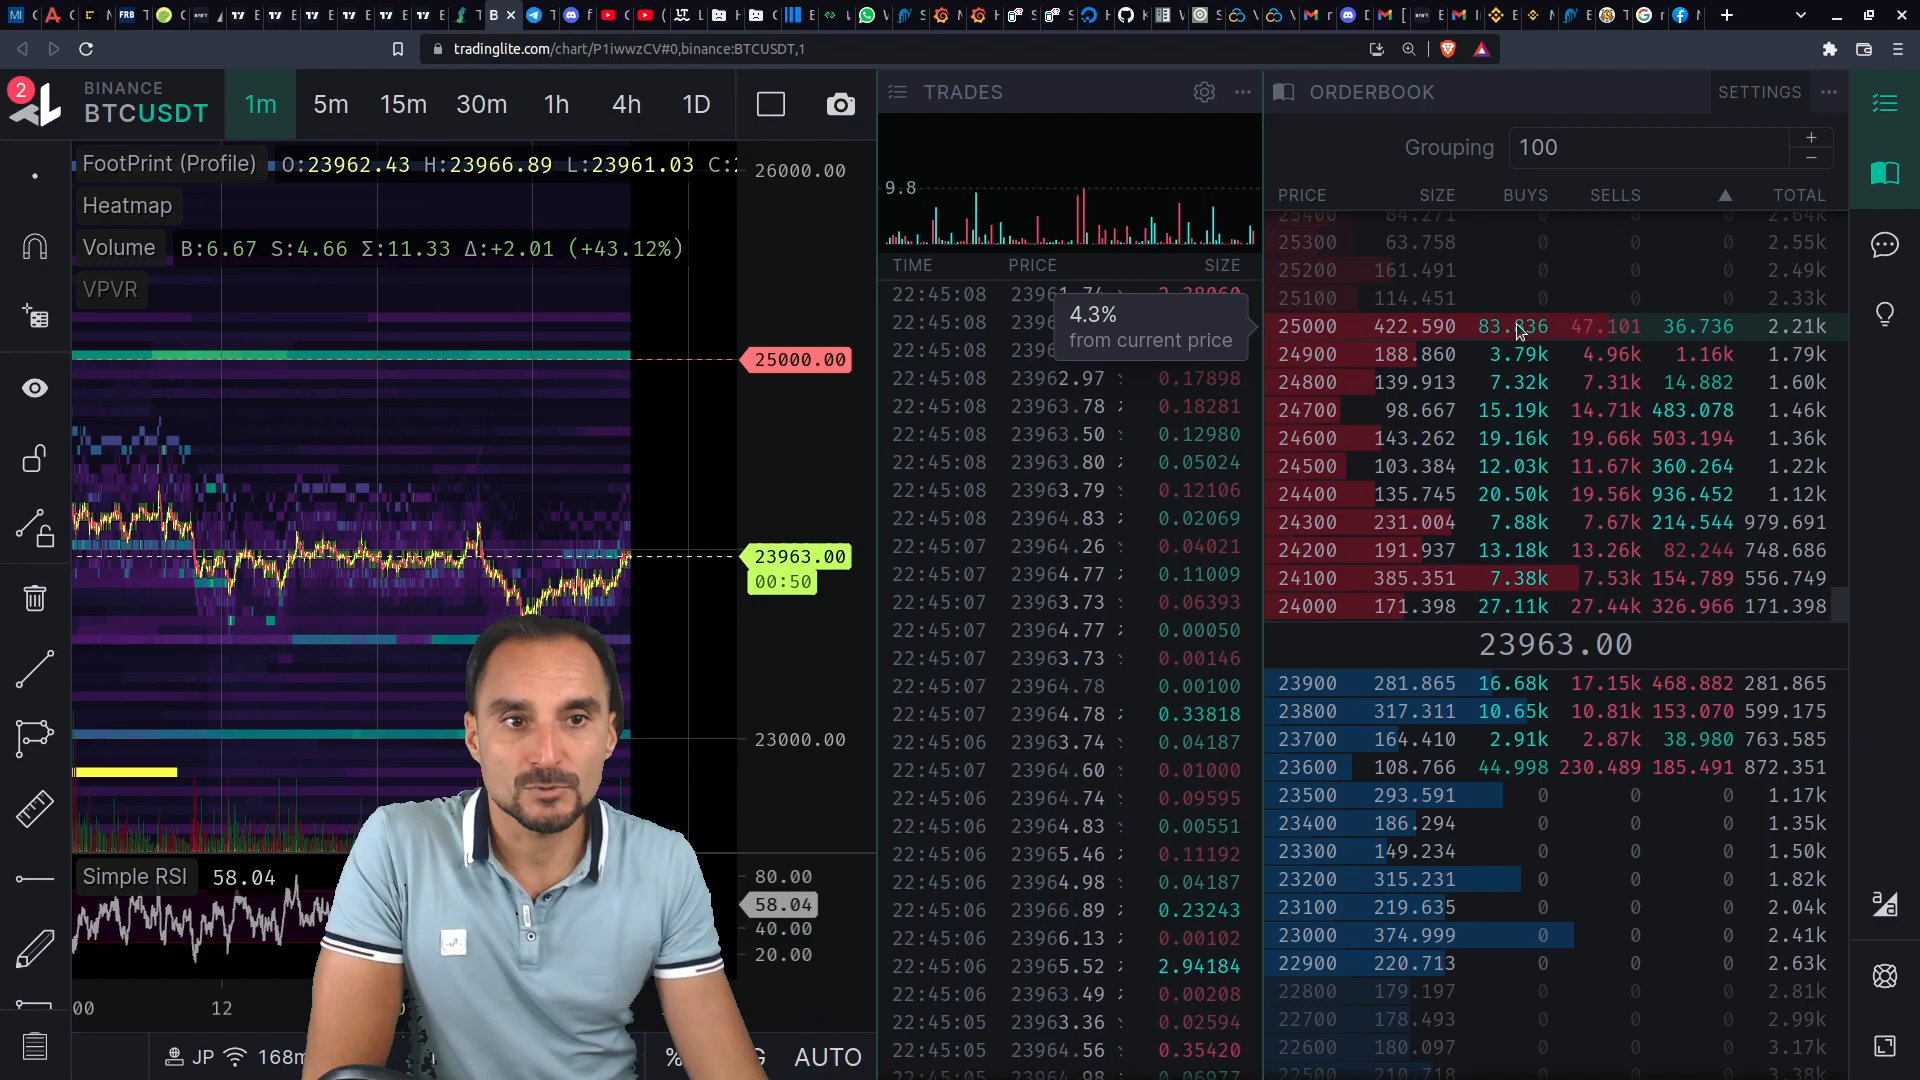 tradinglite.com/chart/P1iwwzCV#0,binance:BTCUSDT,1
2
BINANCE
BTCUSDT
1m 5m 15m 30m 1h 4h 1D
FootPrint (Profile) O:23962.43 H:23966.89 L:23961.03
Heatmap
Volume B:6.67 S:4.66 Σ:11.33 Δ:+2.01 (+43.12%)
VPVR
26000.00
25000.00
23963.00
00:50
23000.00
Simple RSI 58.04
80.00
58.04
40.00
20.00
00 12
JP 168m
% G AUTO
TRADES
9.8
TIME PRICE SIZE
22:45:08
22:45:08
22:45:08
22:45:08 23962.97 0.17898
22:45:08 23963.78 0.18281
22:45:08 23963.50 0.12980
22:45:08 23963.80 0.05024
22:45:08 23963.79 0.12106
22:45:08 23964.83 0.02069
22:45:07 23964.26 0.04021
22:45:07 23964.77 0.11009
22:45:07 23963.73 0.06393
22:45:07 23964.77 0.00050
22:45:07 23963.73 0.00146
22:45:07 23964.78 0.00100
22:45:07 23964.78 0.33818
22:45:06 23963.74 0.04187
22:45:06 23964.60 0.01000
22:45:06 23964.74 0.09595
22:45:06 23964.83 0.00551
22:45:06 23965.46 0.11192
22:45:06 23964.98 0.04187
22:45:06 23966.89 0.23243
22:45:06 23966.13 0.00102
22:45:06 23965.52 2.94184
22:45:06 23963.49 0.00208
22:45:05 23963.36 0.02594
22:45:05 23964.56 0.35420
22:45:05 23964.98 0.06977
4.3%
from current price
ORDERBOOK SETTINGS
Grouping 100
PRICE SIZE BUYS SELLS ▲ TOTAL
25400 84.271 0 0 0 2.64k
25300 63.758 0 0 0 2.55k
25200 161.491 0 0 0 2.49k
25100 114.451 0 0 0 2.33k
25000 422.590 47.101 36.736 2.21k
24900 188.860 3.79k 4.96k 1.16k 1.79k
24800 139.913 7.32k 7.31k 14.882 1.60k
24700 98.667 15.19k 14.71k 483.078 1.46k
24600 143.262 19.16k 19.66k 503.194 1.36k
24500 103.384 12.03k 11.67k 360.264 1.22k
24400 135.745 20.50k 19.56k 936.452 1.12k
24300 231.004 7.88k 7.67k 214.544 979.691
24200 191.937 13.18k 13.26k 82.244 748.686
24100 385.351 7.38k 7.53k 154.789 556.749
24000 171.398 27.11k 27.44k 326.966 171.398
23963.00
23900 281.865 16.68k 17.15k 468.882 281.865
23800 317.311 10.65k 10.81k 153.070 599.175
23700 164.410 2.91k 2.87k 38.980 763.585
23600 108.766 44.998 230.489 185.491 872.351
23500 293.591 0 0 0 1.17k
23400 186.294 0 0 0 1.35k
23300 149.234 0 0 0 1.50k
23200 315.231 0 0 0 1.82k
23100 219.635 0 0 0 2.04k
23000 374.999 0 0 0 2.41k
22900 220.713 0 0 0 2.63k
22800 179.197 0 0 0 2.81k
22700 178.493 0 0 0 2.99k
22600 180.097 0 0 0 3.17k
22500 210.718 0 0 0 3.38k